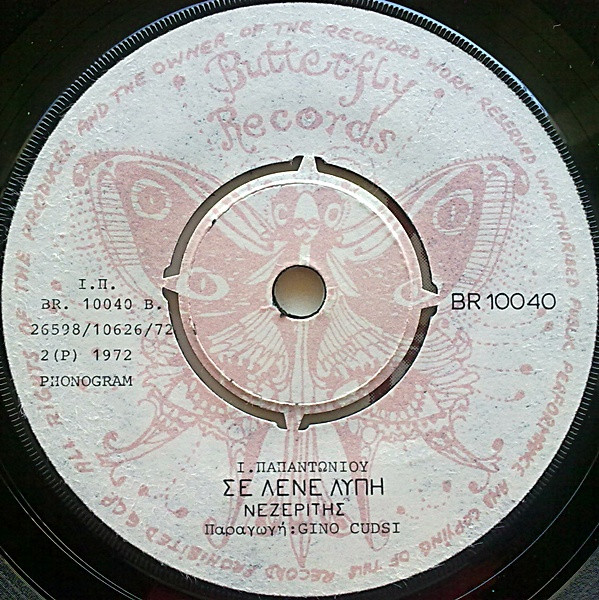 ALL RIGHTS OF THE PRODUCER AND THE OWNER OF THE RECORDED WORK RESERVED UNAUTHORIED PUBLIC PERFORMANCE AND COPYING OF THIS RECORD PROHIBITED
Butterfly
Records
Ι.Π.
BR. 10040 B.
26598/10626/72
2(P) 1972
PHONOGRAM
BR 10040
Ι.ΠΑΠΑΝΤΩΝΙΟΥ
ΣΕ ΛΕΝΕ ΛΥΠΗ
ΝΕΖΕΡΙΤΗΣ
Παραγωγή:GINO CUDSI